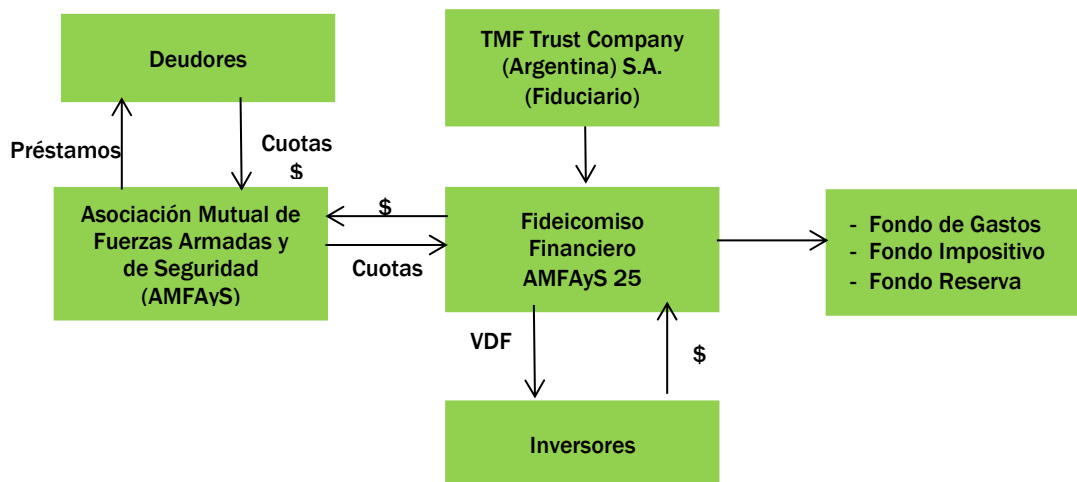 Deudores
TMF Trust Company
(Argentina) S.A.
(Fiduciario)
Préstamos
Cuotas
$
Asociación Mutual de
Fuerzas Armadas y
de Seguridad
(AMFAyS)
$
Cuotas
Fideicomiso
Financiero
AMFAyS 25
- Fondo de Gastos
- Fondo Impositivo
- Fondo Reserva
VDF
$
Inversores